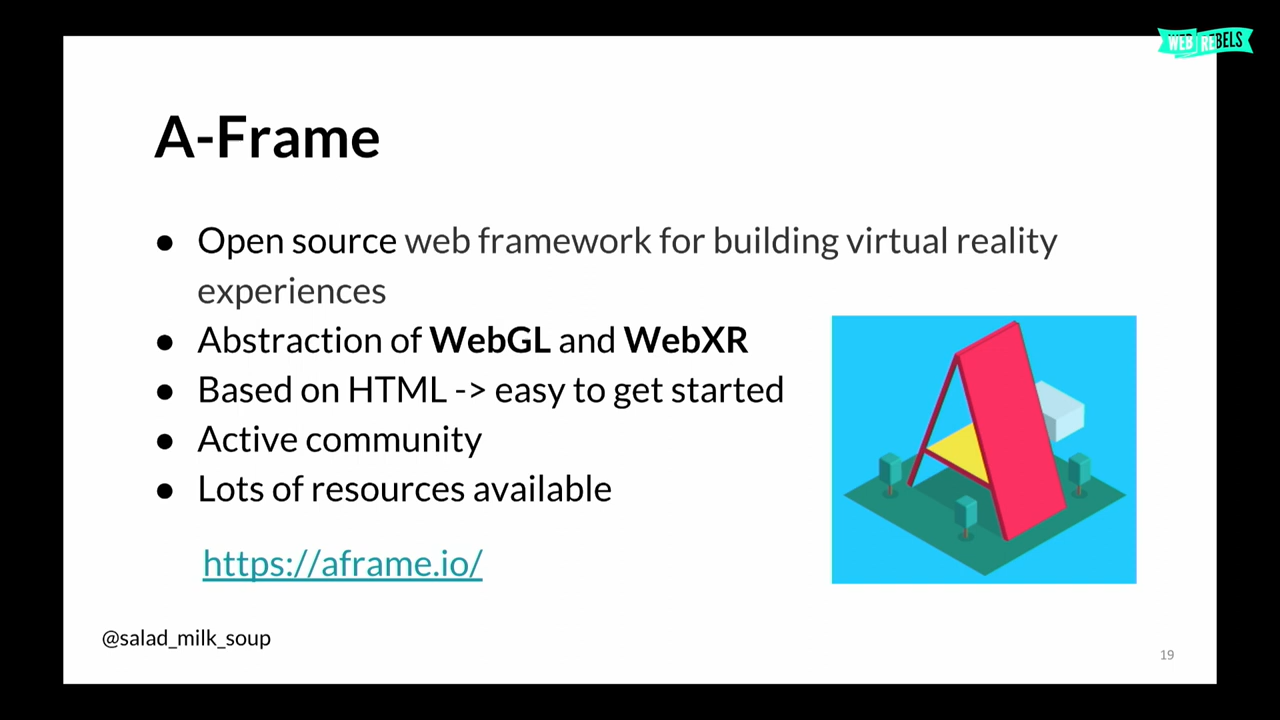 WEB REBELS
A-Frame
● Open source web framework for building virtual reality
experiences
● Abstraction of WebGL and WebXR
● Based on HTML -> easy to get started
● Active community
● Lots of resources available
https://aframe.io/
@salad_milk_soup
19